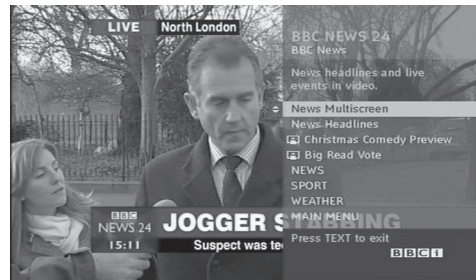 LIVE North London
BBC NEWS 24
BBC News
News headlines and live
events in video.
News Multiscreen
News Headlines
Christmas Comedy Preview
Big Read Vote
NEWS
SPORT
WEATHER
MAIN MENU
Press TEXT to exit
BBCi
BBC
NEWS 24
15:11
JOGGER STABBING
Suspect was